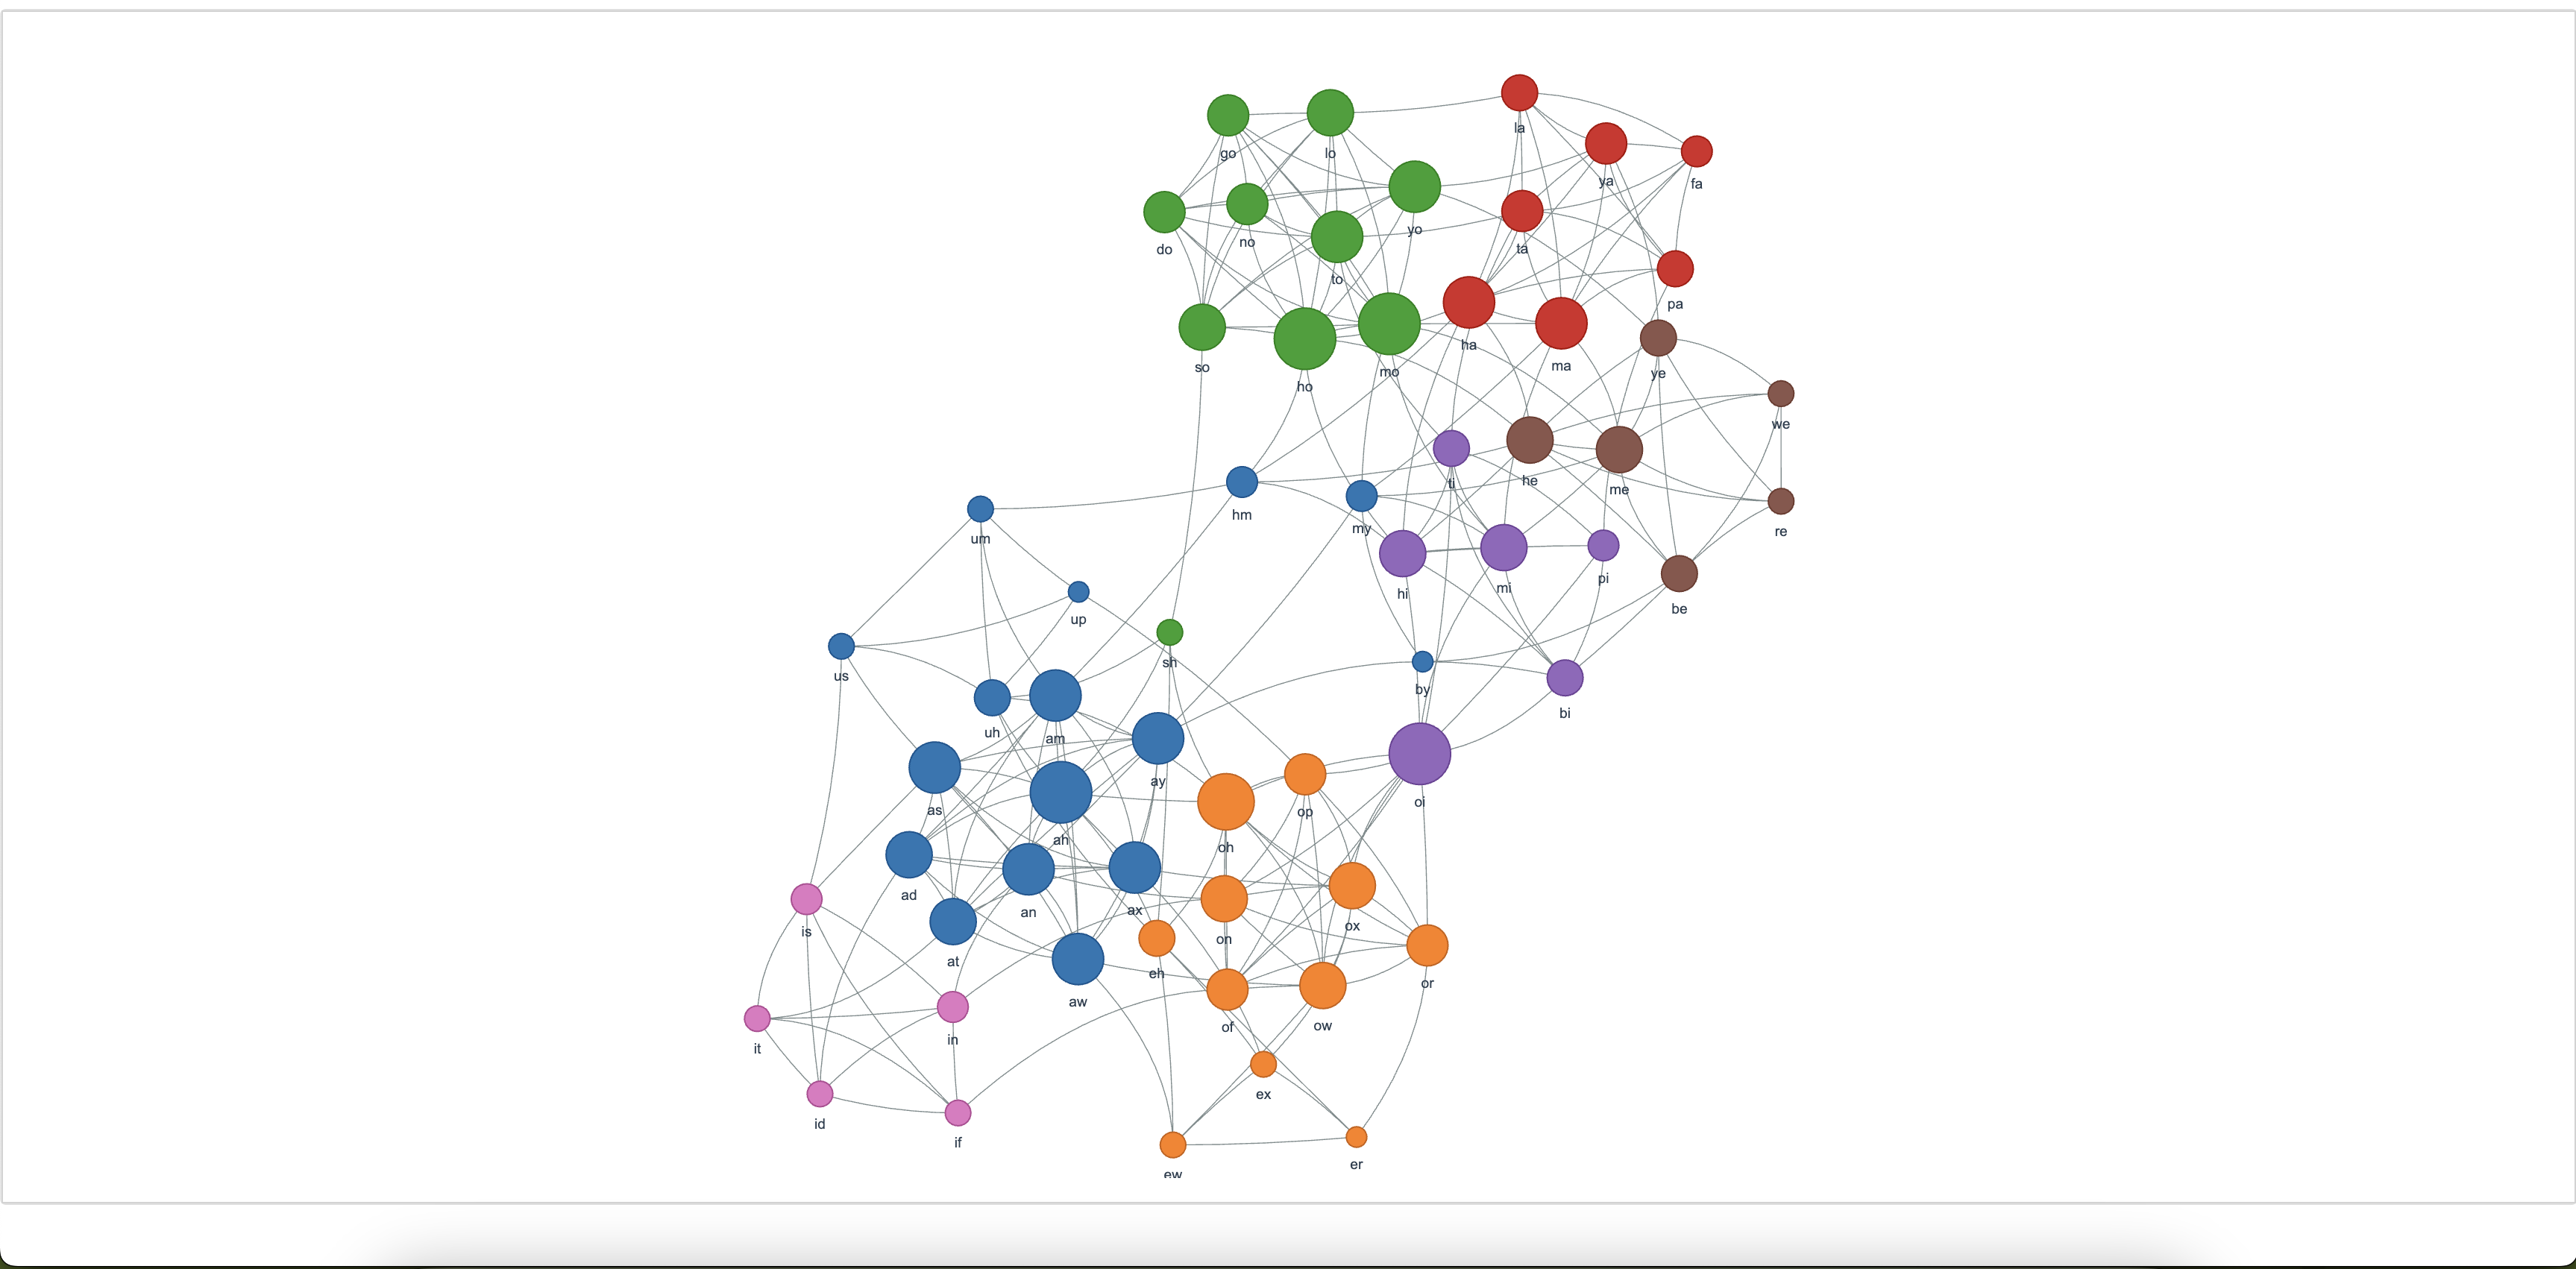 la
go
lo
ya
fa
yo
do
no
ta
to
pa
ha
ma
so
mo
ye
ho
we
ti
he
me
hm
my
re
um
hi
mi
pi
be
up
sh
us
by
bi
uh
am
ay
oi
as
op
ah
oh
ad
an
ax
ox
is
on
at
eh
or
aw
of
ow
in
it
ex
id
if
er
ew